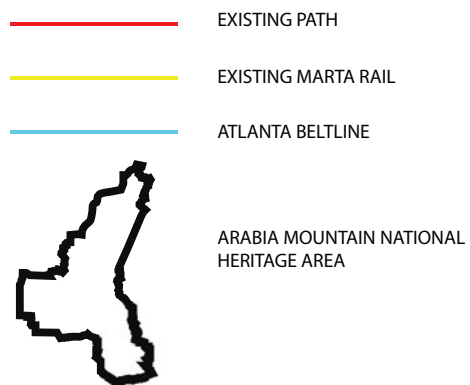 EXISTING PATH
EXISTING MARTA RAIL
ATLANTA BELTLINE
ARABIA MOUNTAIN NATIONAL
HERITAGE AREA